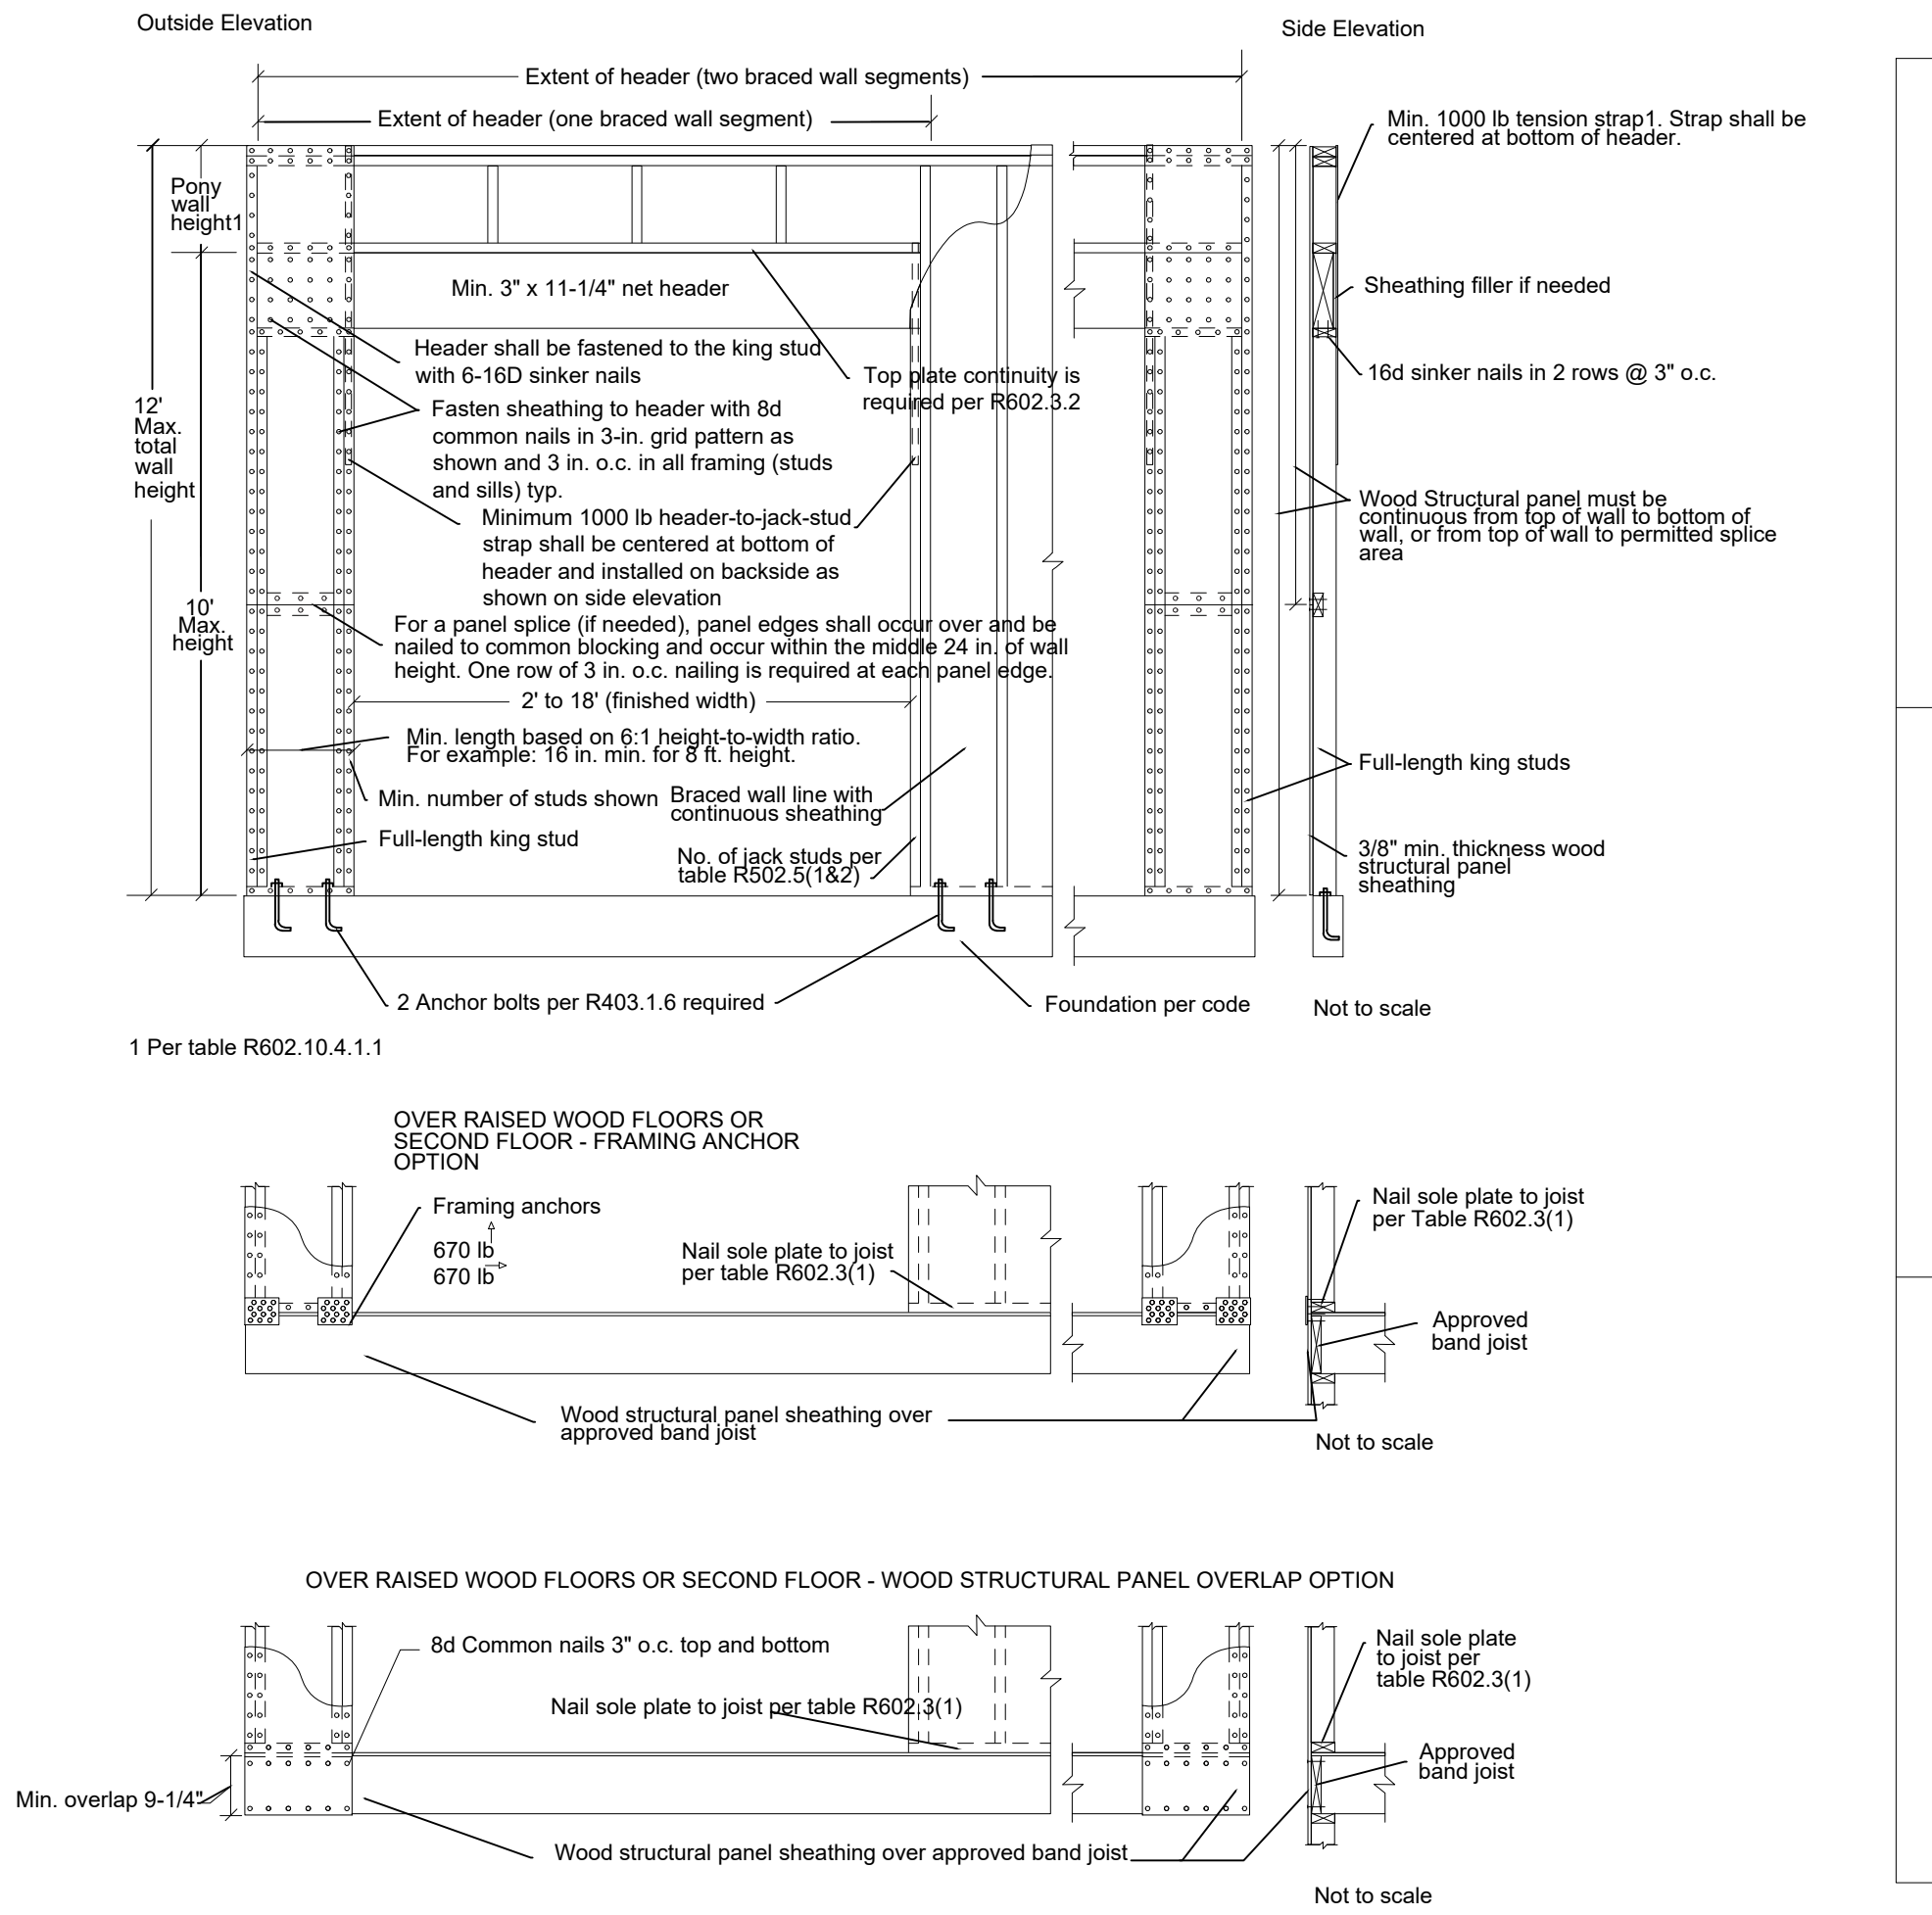 Outside Elevation
Side Elevation
Extent of header (two braced wall segments)
Extent of header (one braced wall segment)
Min. 1000 lb tension strap1. Strap shall be
centered at bottom of header.
Pony
wall
height1
Min. 3" x 11-1/4" net header
Sheathing filler if needed
Header shall be fastened to the king stud
with 6-16D sinker nails
Top plate continuity is
required per R602.3.2
16d sinker nails in 2 rows @ 3" o.c.
12'
Max.
total
wall
height
Fasten sheathing to header with 8d
common nails in 3-in. grid pattern as
shown and 3 in. o.c. in all framing (studs
and sills) typ.
Minimum 1000 lb header-to-jack-stud
strap shall be centered at bottom of
header and installed on backside as
shown on side elevation
Wood Structural panel must be
continuous from top of wall to bottom of
wall, or from top of wall to permitted splice
area
10'
Max.
height
For a panel splice (if needed), panel edges shall occur over and be
nailed to common blocking and occur within the middle 24 in. of wall
height. One row of 3 in. o.c. nailing is required at each panel edge.
2' to 18' (finished width)
Min. length based on 6:1 height-to-width ratio.
For example: 16 in. min. for 8 ft. height.
Full-length king studs
Min. number of studs shown
Braced wall line with
continuous sheathing
Full-length king stud
No. of jack studs per
table R502.5(1&2)
3/8" min. thickness wood
structural panel
sheathing
2 Anchor bolts per R403.1.6 required
Foundation per code
Not to scale
1 Per table R602.10.4.1.1
OVER RAISED WOOD FLOORS OR
SECOND FLOOR - FRAMING ANCHOR
OPTION
Framing anchors
670 lb
670 lb
Nail sole plate to joist
per table R602.3(1)
Nail sole plate to joist
per Table R602.3(1)
Approved
band joist
Wood structural panel sheathing over
approved band joist
Not to scale
OVER RAISED WOOD FLOORS OR SECOND FLOOR - WOOD STRUCTURAL PANEL OVERLAP OPTION
8d Common nails 3" o.c. top and bottom
Nail sole plate to joist per table R602.3(1)
Nail sole plate
to joist per
table R602.3(1)
Approved
band joist
Min. overlap 9-1/4"
Wood structural panel sheathing over approved band joist
Not to scale